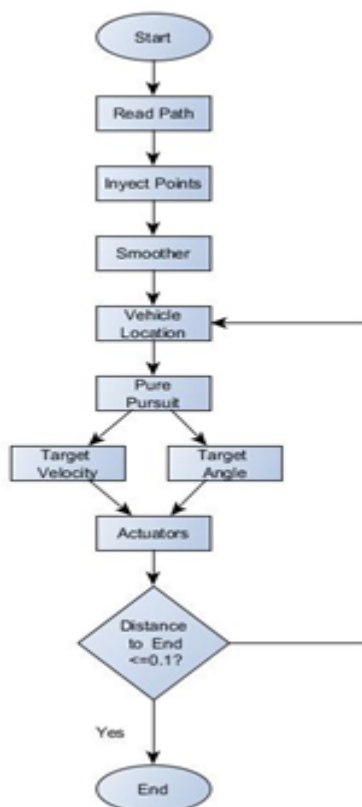 Start
Read Path
Inyect Points
Smoother
Vehicle
Location
Pure
Pursuit
Target
Velocity
Target
Angle
Actuators
Distance
to End
<=0.1?
Yes
End